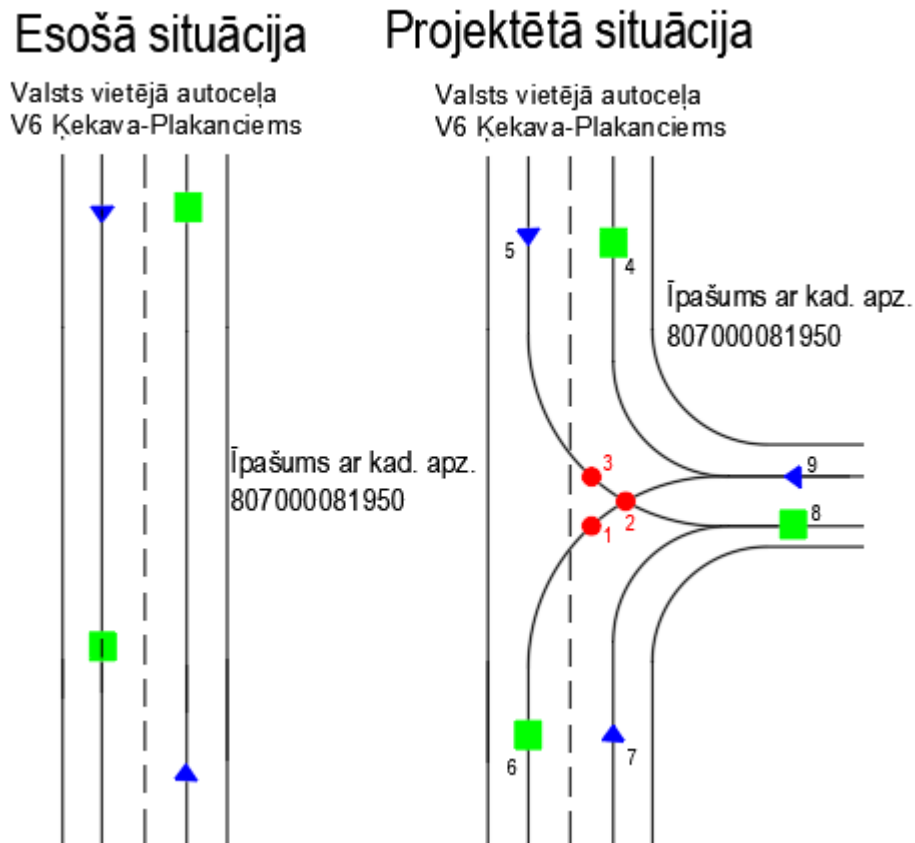 Esošā situācija
Valsts vietējā autoceļa
V6 Ķekava-Plakanciems
Īpašums ar kad. apz.
807000081950
Projektētā situācija
Valsts vietējā autoceļa
V6 Ķekava-Plakanciems
5
4
Īpašums ar kad. apz.
807000081950
3
9
2
8
1
6
7